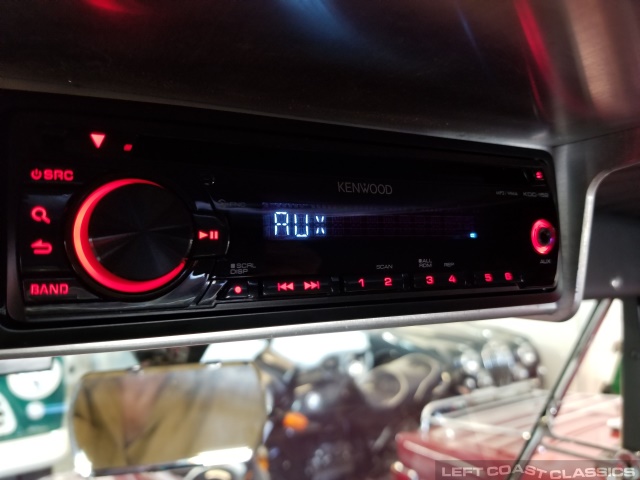 SRC
KENWOOD
AUX
BAND
SCRL
DISP
SCAN
1 2
ALL
RDM
3 4
REP
5 6
AUX
LEFT COAST CLASSICS